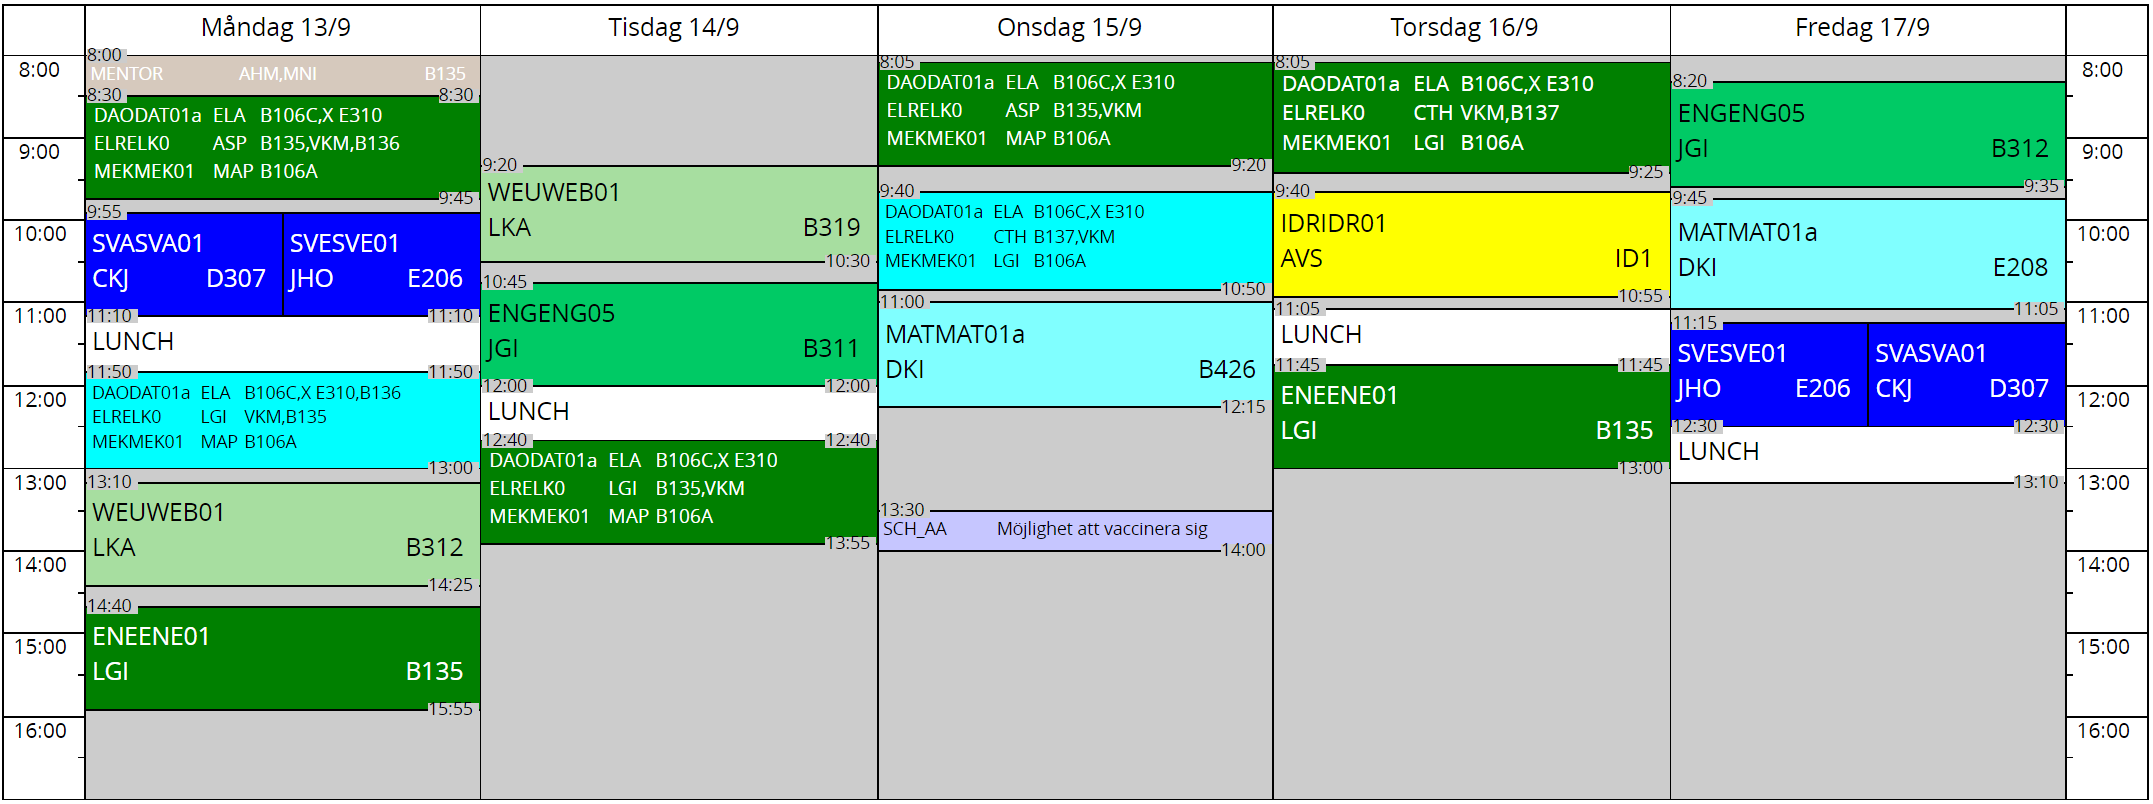 Måndag 13/9
Tisdag 14/9
Onsdag 15/9
Torsdag 16/9
Fredag 17/9
8:00
9:00
10:00
11:00
12:00
13:00
14:00
15:00
16:00
8:00
MENTOR AHM,MNI B135
8:30 8:30
DAODAT01a ELA B106C,X E310
ELRELK0 ASP B135,VKM,B136
MEKMEK01 MAP B106A
9:45
9:55
SVASVA01
CKJ D307
SVESVE01
JHO E206
11:10 11:10
LUNCH
11:50 11:50
DAODAT01a ELA B106C,X E310,B136
ELRELK0 LGI VKM,B135
MEKMEK01 MAP B106A
13:00
13:10
WEUWEB01
LKA B312
14:25
14:40
ENEENE01
LGI B135
15:55
9:20
WEUWEB01
LKA B319
10:30
10:45
ENGENG05
JGI B311
12:00 12:00
LUNCH
12:40 12:40
DAODAT01a ELA B106C,X E310
ELRELK0 LGI B135,VKM
MEKMEK01 MAP B106A
13:55
8:05
DAODAT01a ELA B106C,X E310
ELRELK0 ASP B135,VKM
MEKMEK01 MAP B106A
9:20
9:40
DAODAT01a ELA B106C,X E310
ELRELK0 CTH B137,VKM
MEKMEK01 LGI B106A
10:50
11:00
MATMAT01a
DKI B426
12:15
13:30
SCH_AA Möjlighet att vaccinera sig
14:00
8:05
DAODAT01a ELA B106C,X E310
ELRELK0 CTH VKM,B137
MEKMEK01 LGI B106A
9:25
9:40
IDRIDR01
AVS ID1
10:55
11:05
LUNCH
11:45 11:45
ENEENE01
LGI B135
13:00
8:20
ENGENG05
JGI B312
9:35
9:45
MATMAT01a
DKI E208
11:05
11:15
SVESVE01
JHO E206
SVASVA01
CKJ D307
12:30 12:30
LUNCH
13:10
8:00
9:00
10:00
11:00
12:00
13:00
14:00
15:00
16:00